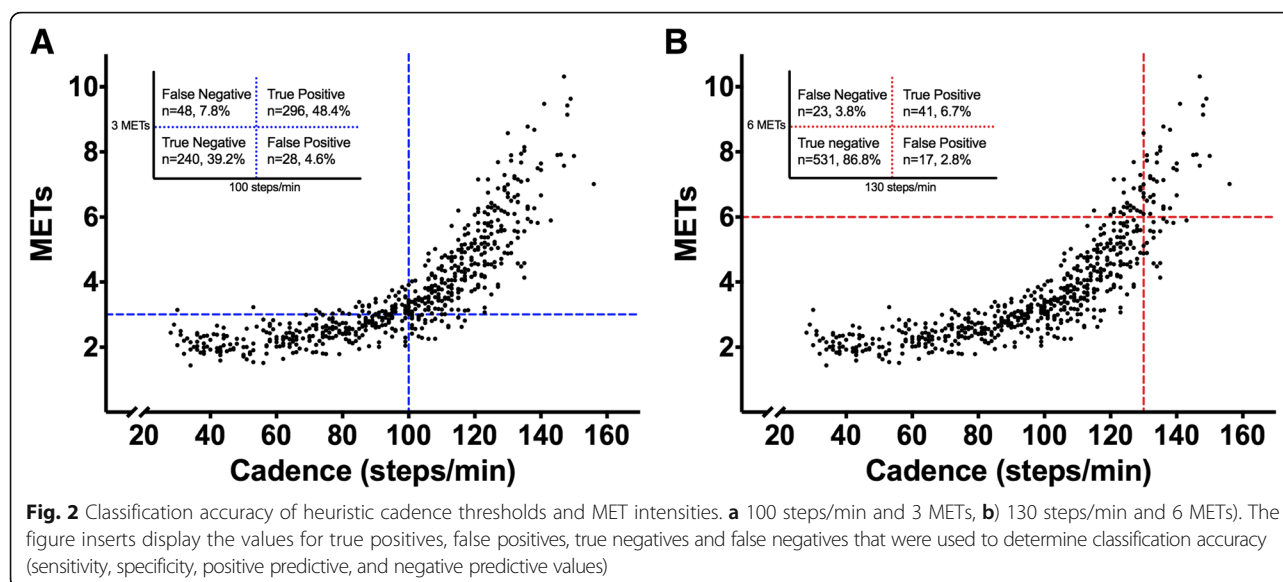 A
False Negative
n=48, 7.8%
True Positive
n=296, 48.4%
3 METs
True Negative
n=240, 39.2%
False Positive
n=28, 4.6%
100 steps/min
METs
10
8
6
4
2
20 40 60 80 100 120 140 160
Cadence (steps/min)
B
False Negative
n=23, 3.8%
True Positive
n=41, 6.7%
6 METs
True negative
n=531, 86.8%
False Positive
n=17, 2.8%
130 steps/min
METs
10
8
6
4
2
20 40 60 80 100 120 140 160
Cadence (steps/min)
Fig. 2 Classification accuracy of heuristic cadence thresholds and MET intensities. a 100 steps/min and 3 METs, b) 130 steps/min and 6 METs). The
figure inserts display the values for true positives, false positives, true negatives and false negatives that were used to determine classification accuracy
(sensitivity, specificity, positive predictive, and negative predictive values)